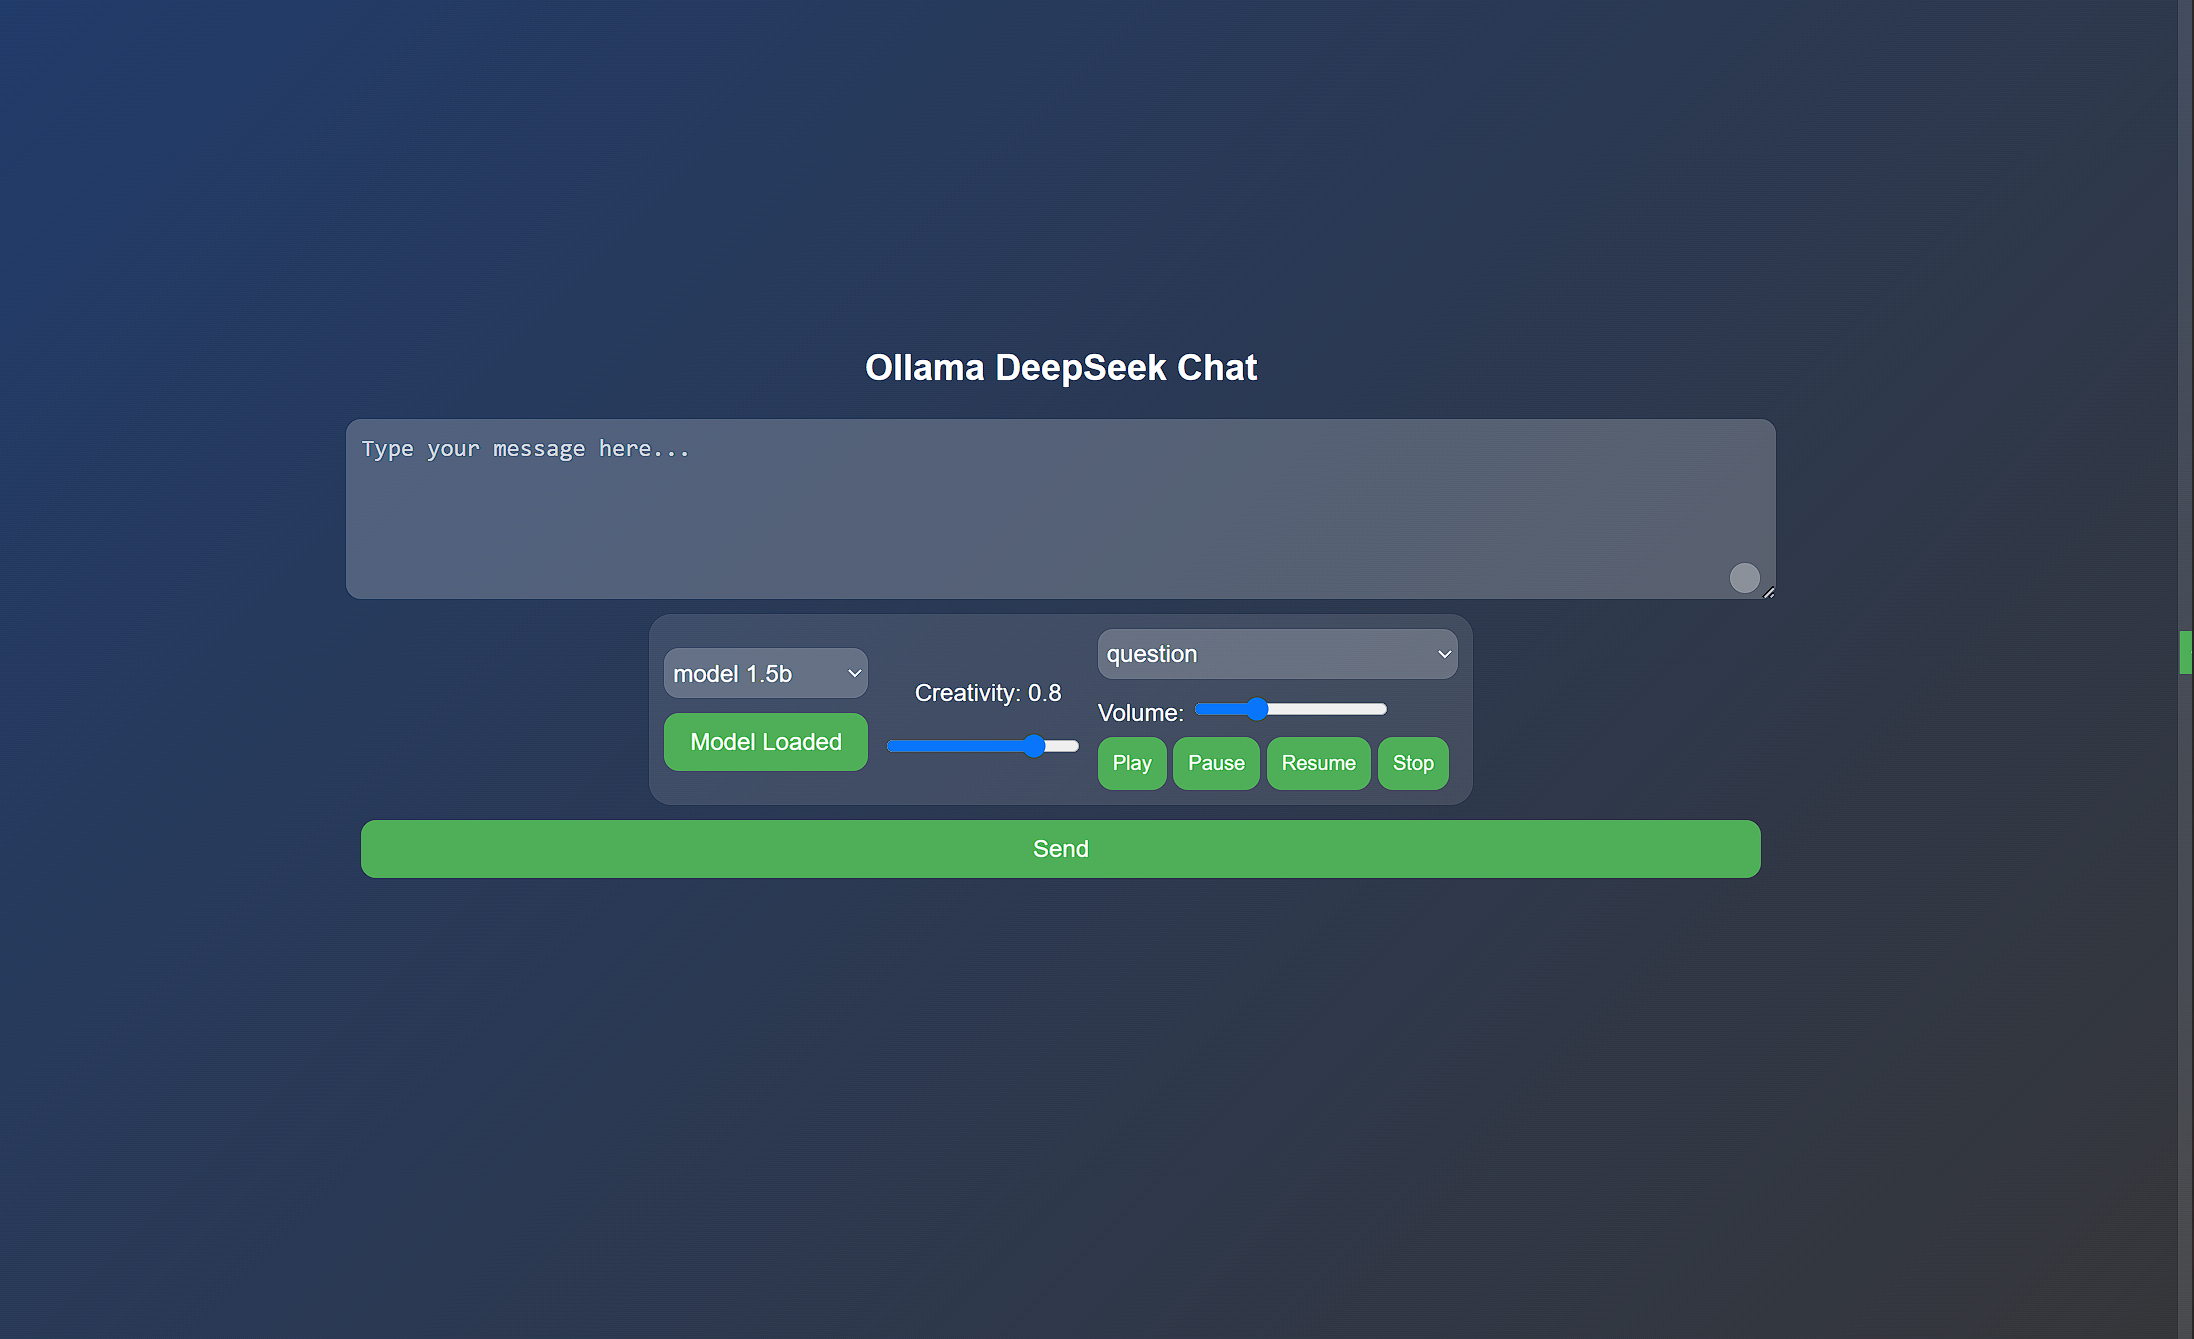 Ollama DeepSeek Chat
Type your message here...
model 1.5b
Model Loaded
Creativity: 0.8
question
Volume:
Play Pause Resume Stop
Send